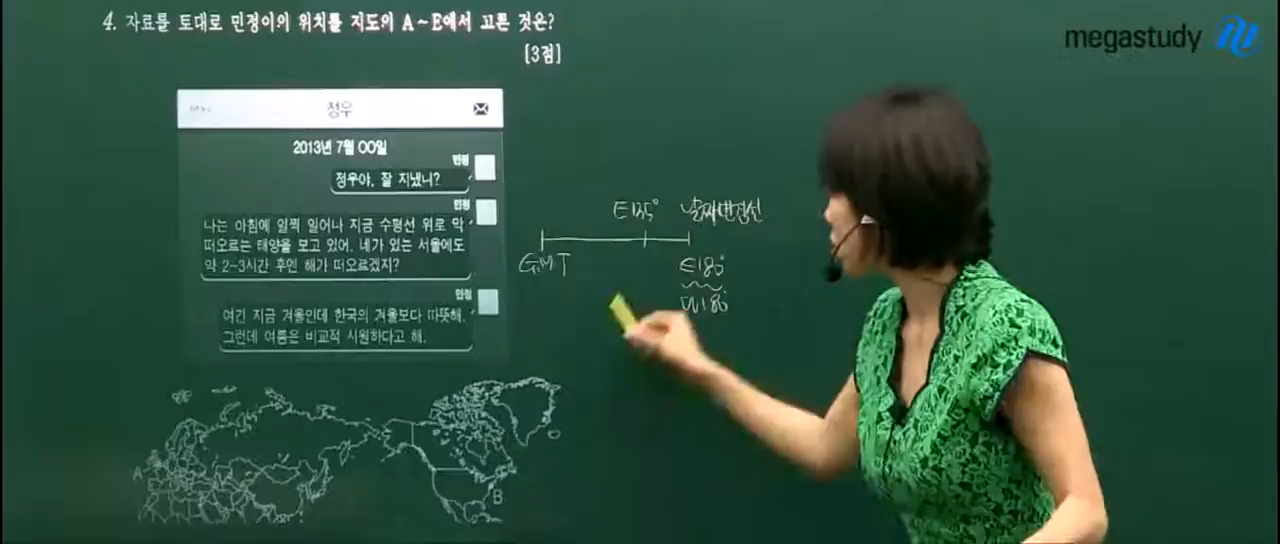 4. 자료를 토대로 민정이의 위치를 지도의 A~E에서 고른 것은?
[3점]
megastudy
정우
2013년 7월 00일
민정
정우야, 잘 지냈니?
민정
나는 아침에 일찍 일어나 지금 수평선 위로 막
떠오르는 태양을 보고 있어. 네가 있는 서울에도
약 2-3시간 후엔 해가 떠오르겠지?
민정
여긴 지금 겨울인데 한국의 겨울보다 따뜻해.
그런데 여름은 비교적 시원하다고 해.
E135° 날짜변경선
GMT E180°
W180°
A
B